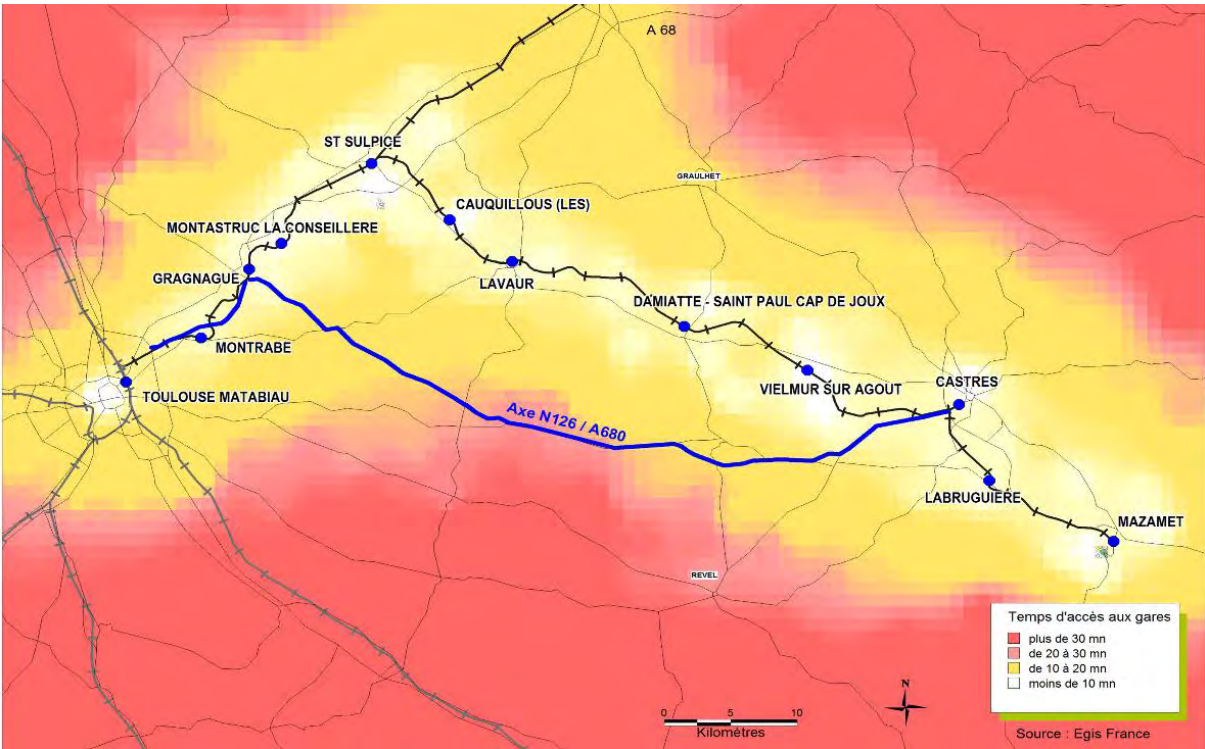 A 68
ST SULPICE
GRAULHET
CAUQUILLOUS (LES)
MONTASTRUC LA CONSEILLERE
GRAGNAGUE
LAVAUR
DAMIATTE - SAINT PAUL CAP DE JOUX
MONTRABE
VIELMUR SUR AGOUT
CASTRES
TOULOUSE MATABIAU
Axe N126 / A680
LABRUGUIERE
MAZAMET
REVEL
Temps d'accès aux gares
plus de 30 mn
de 20 à 30 mn
de 10 à 20 mn
moins de 10 mn
N
0 5 10
Kilomètres
Source : Egis France